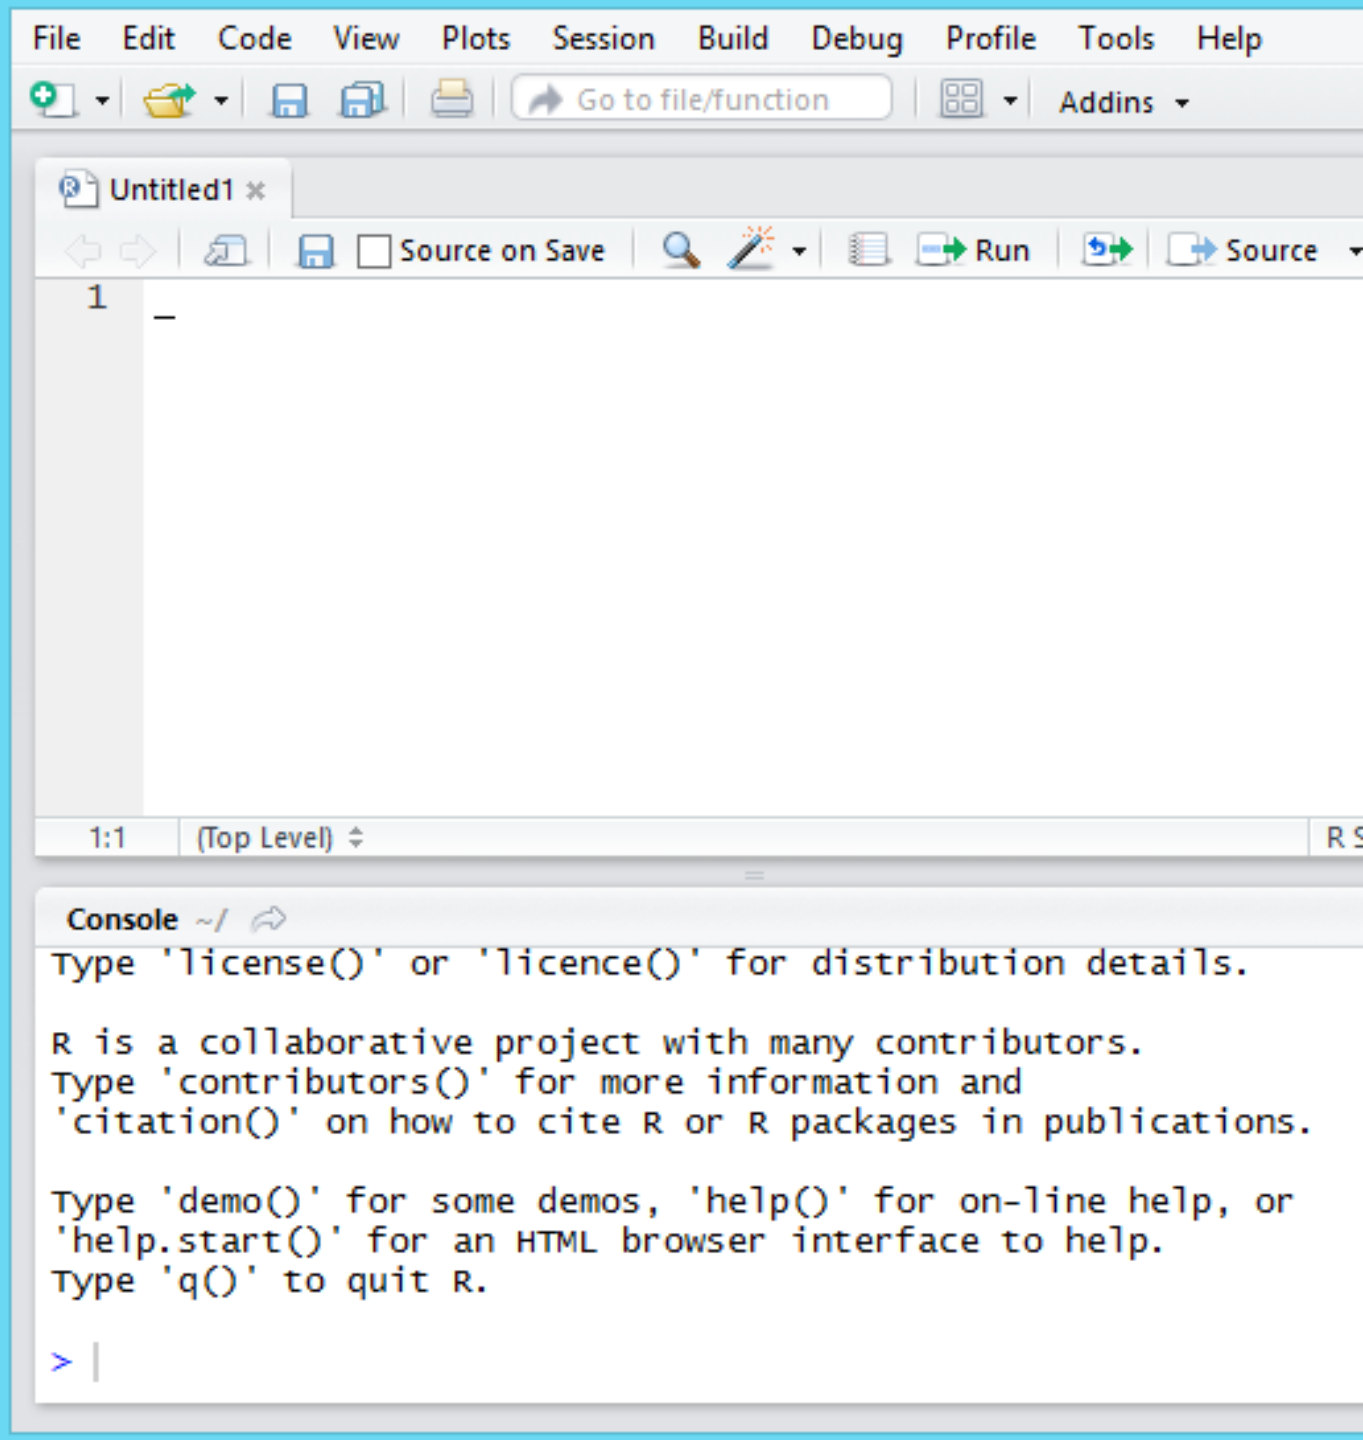 File Edit Code View Plots Session Build Debug Profile Tools Help
Go to file/function Addins
Untitled1
Source on Save Run Source
1 _
1:1 (Top Level) R S
Console ~/
Type 'license()' or 'licence()' for distribution details.
R is a collaborative project with many contributors.
Type 'contributors()' for more information and
'citation()' on how to cite R or R packages in publications.
Type 'demo()' for some demos, 'help()' for on-line help, or
'help.start()' for an HTML browser interface to help.
Type 'q()' to quit R.
>